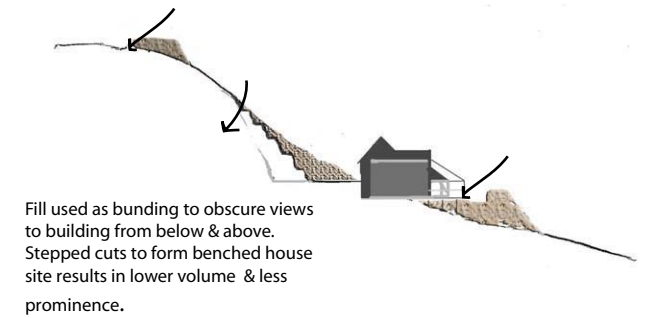 Fill used as bunding to obscure views
to building from below & above.
Stepped cuts to form benched house
site results in lower volume & less
prominence.